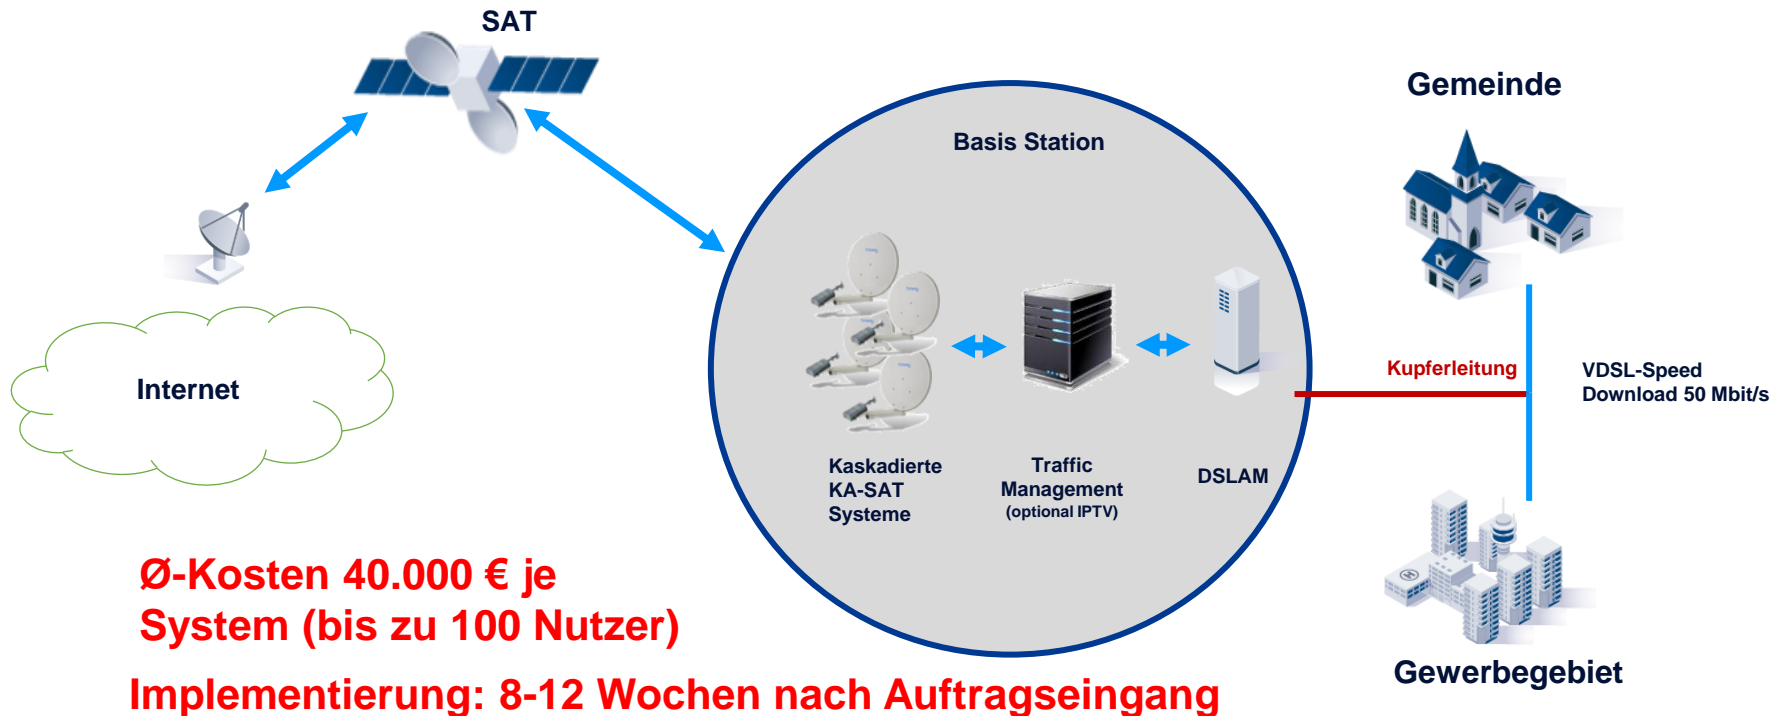 SAT
Gemeinde
Basis Station
Internet
Kupferleitung
VDSL-Speed
Download 50 Mbit/s
Kaskadierte
KA-SAT
Systeme
Traffic
Management
(optional IPTV)
DSLAM
Ø-Kosten 40.000 € je
System (bis zu 100 Nutzer)
Gewerbegebiet
Implementierung: 8-12 Wochen nach Auftragseingang